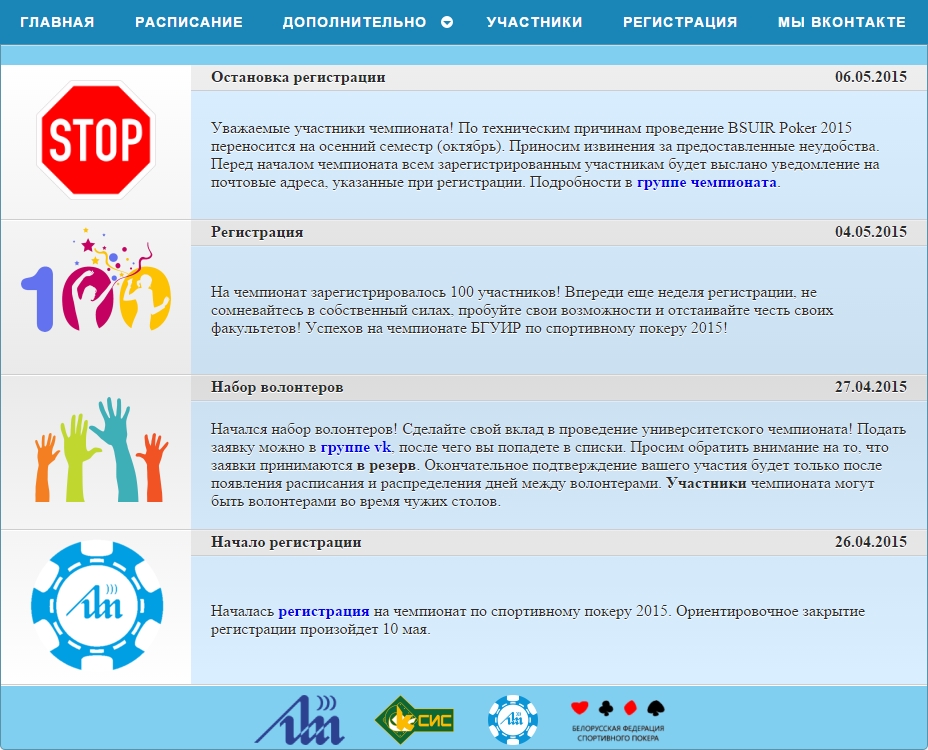 ГЛАВНАЯ РАСПИСАНИЕ ДОПОЛНИТЕЛЬНО УЧАСТНИКИ РЕГИСТРАЦИЯ МЫ ВКОНТАКТЕ
STOP
Остановка регистрации 06.05.2015
Уважаемые участники чемпионата! По техническим причинам проведение BSUIR Poker 2015
переносится на осенний семестр (октябрь). Приносим извинения за предоставленные неудобства.
Перед началом чемпионата всем зарегистрированным участникам будет выслано уведомление на
почтовые адреса, указанные при регистрации. Подробности в группе чемпионата.
100
Регистрация 04.05.2015
На чемпионат зарегистрировалось 100 участников! Впереди еще неделя регистрации, не
сомневайтесь в собственный силах, пробуйте свои возможности и отстаивайте честь своих
факультетов! Успехов на чемпионате БГУИР по спортивному покеру 2015!
Набор волонтеров 27.04.2015
Начался набор волонтеров! Сделайте свой вклад в проведение университетского чемпионата! Подать
заявку можно в группе vk, после чего вы попадете в списки. Просим обратить внимание на то, что
заявки принимаются в резерв. Окончательное подтверждение вашего участия будет только после
появления расписания и распределения дней между волонтерами. Участники чемпионата могут
быть волонтерами во время чужих столов.
Начало регистрации 26.04.2015
Началась регистрация на чемпионат по спортивному покеру 2015. Ориентировочное закрытие
регистрации произойдет 10 мая.
СИС
БЕЛОРУССКАЯ ФЕДЕРАЦИЯ
СПОРТИВНОГО ПОКЕРА